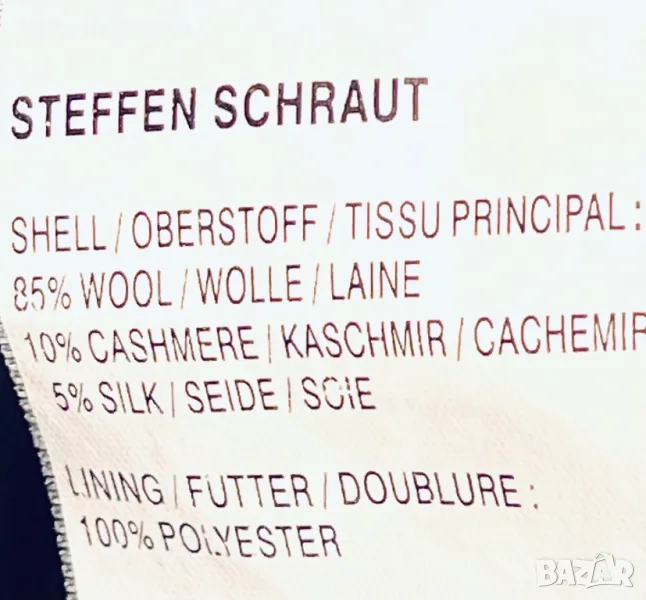 STEFFEN SCHRAUT
SHELL / OBERSTOFF / TISSU PRINCIPAL :
85% WOOL / WOLLE / LAINE
10% CASHMERE / KASCHMIR / CACHEMIR
5% SILK / SEIDE / SOIE
LINING / FUTTER / DOUBLURE :
100% POLYESTER
BAZAR